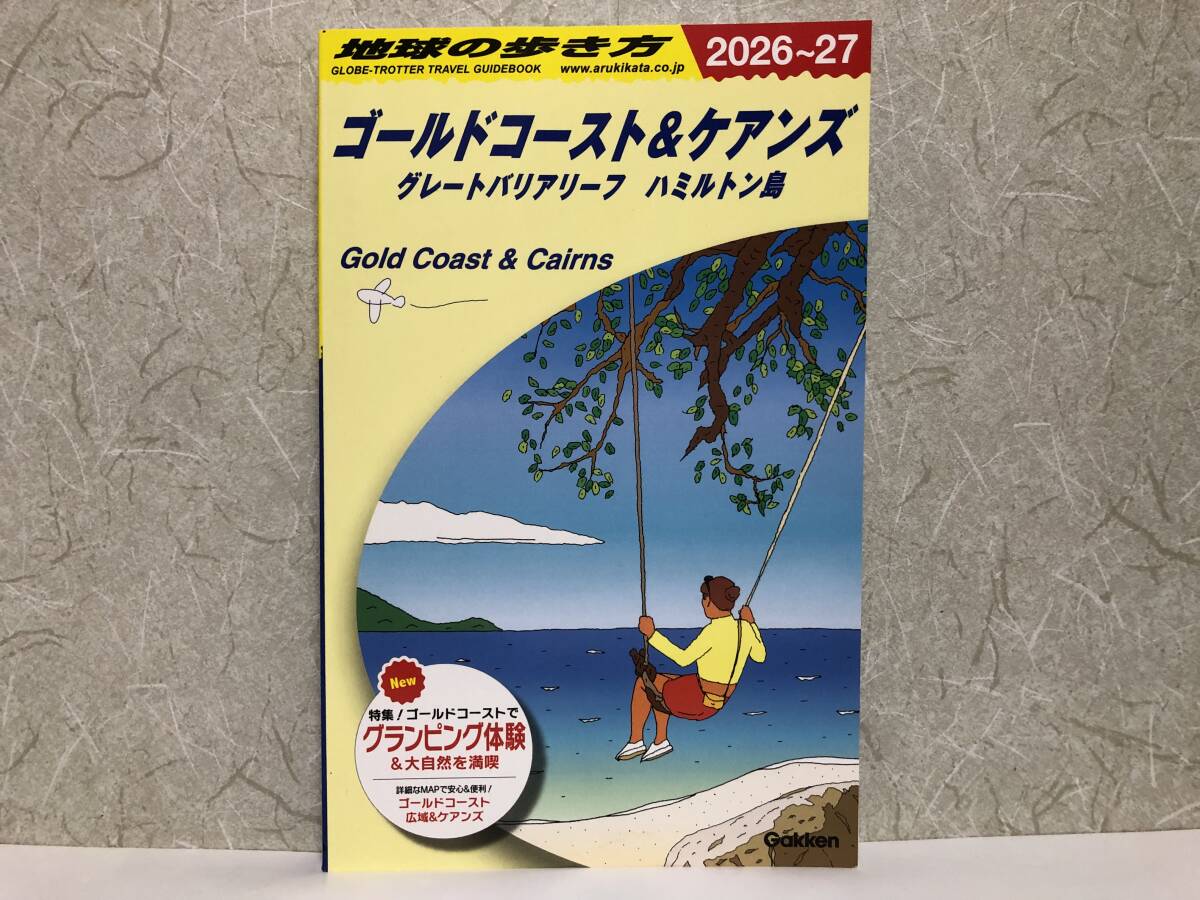 地球の歩き方
GLOBE-TROTTER TRAVEL GUIDEBOOK www.arukikata.co.jp
2026~27
ゴールドコースト&ケアンズ
グレートバリアリーフ ハミルトン島
Gold Coast & Cairns
New
特集!ゴールドコーストで
グランピング体験
&大自然を満喫
詳細なMAPで安心&便利!
ゴールドコースト
広域&ケアンズ
Gakken